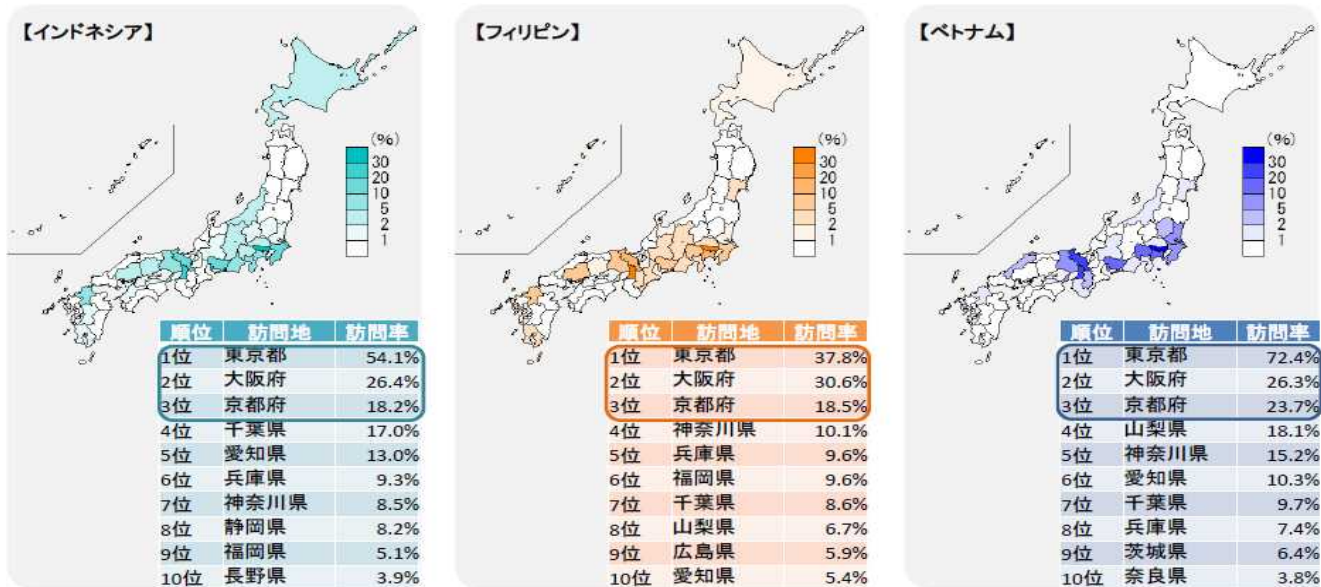 【インドネシア】
(%)
30
20
10
5
2
1
順位 訪問地 訪問率
1位 東京都 54.1%
2位 大阪府 26.4%
3位 京都府 18.2%
4位 千葉県 17.0%
5位 愛知県 13.0%
6位 兵庫県 9.3%
7位 神奈川県 8.5%
8位 静岡県 8.2%
9位 福岡県 5.1%
10位 長野県 3.9%
【フィリピン】
(%)
30
20
10
5
2
1
順位 訪問地 訪問率
1位 東京都 37.8%
2位 大阪府 30.6%
3位 京都府 18.5%
4位 神奈川県 10.1%
5位 兵庫県 9.6%
6位 福岡県 9.6%
7位 千葉県 8.6%
8位 山梨県 6.7%
9位 広島県 5.9%
10位 愛知県 5.4%
【ベトナム】
(%)
30
20
10
5
2
1
順位 訪問地 訪問率
1位 東京都 72.4%
2位 大阪府 26.3%
3位 京都府 23.7%
4位 山梨県 18.1%
5位 神奈川県 15.2%
6位 愛知県 10.3%
7位 千葉県 9.7%
8位 兵庫県 7.4%
9位 茨城県 6.4%
10位 奈良県 3.8%